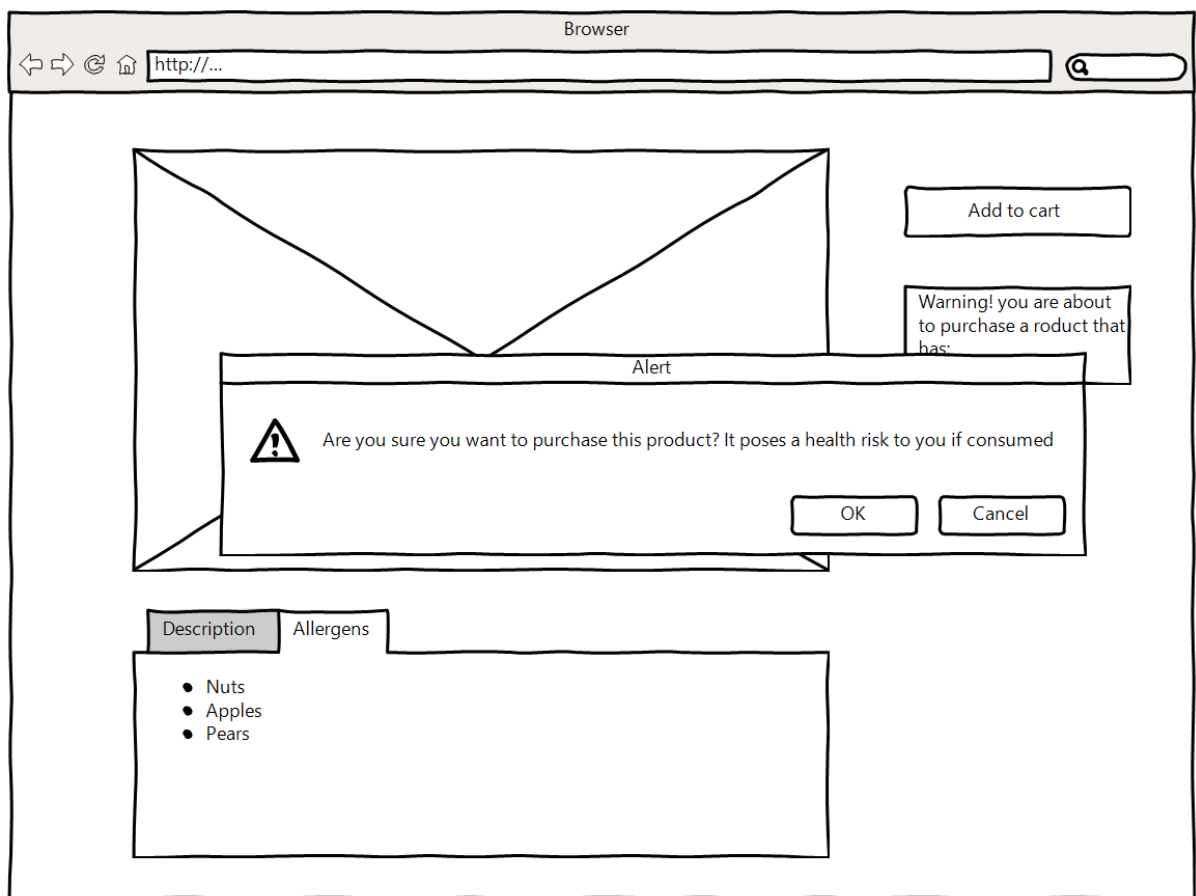 Browser
http://...
Add to cart
Warning! you are about
to purchase a roduct that
has:
Alert
Are you sure you want to purchase this product? It poses a health risk to you if consumed
OK
Cancel
Description
Allergens
Nuts
Apples
Pears